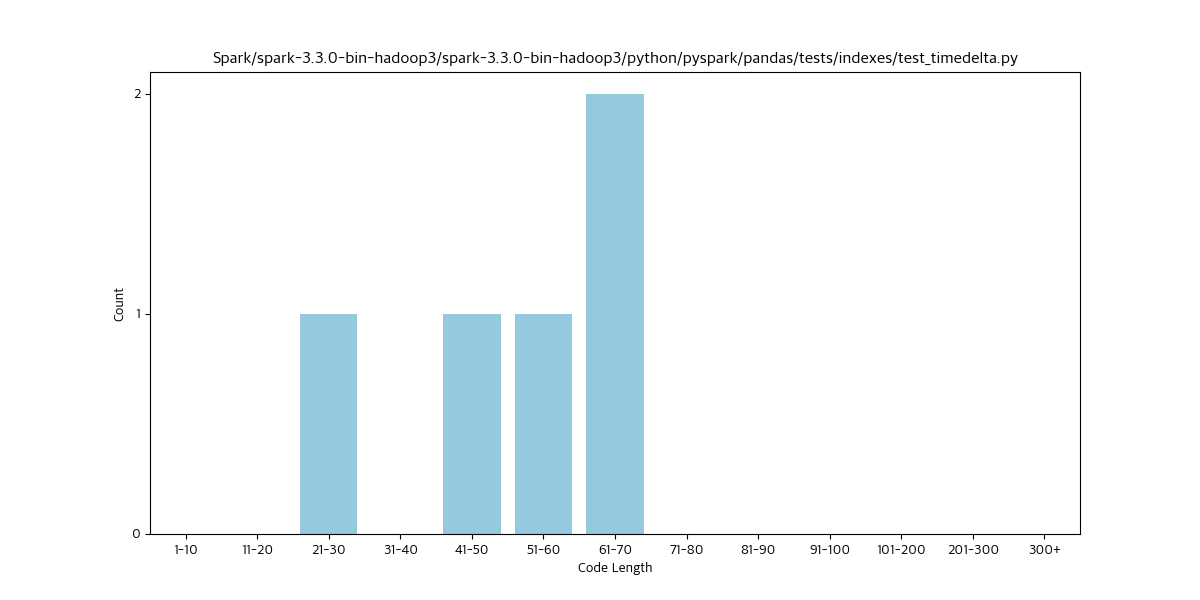 Spark/spark-3.3.0-bin-hadoop3/spark-3.3.0-bin-hadoop3/python/pyspark/pandas/tests/indexes/test_timedelta.py
2
1
0
Count
1-10 11-20 21-30 31-40 41-50 51-60 61-70 71-80 81-90 91-100 101-200 201-300 300+
Code Length